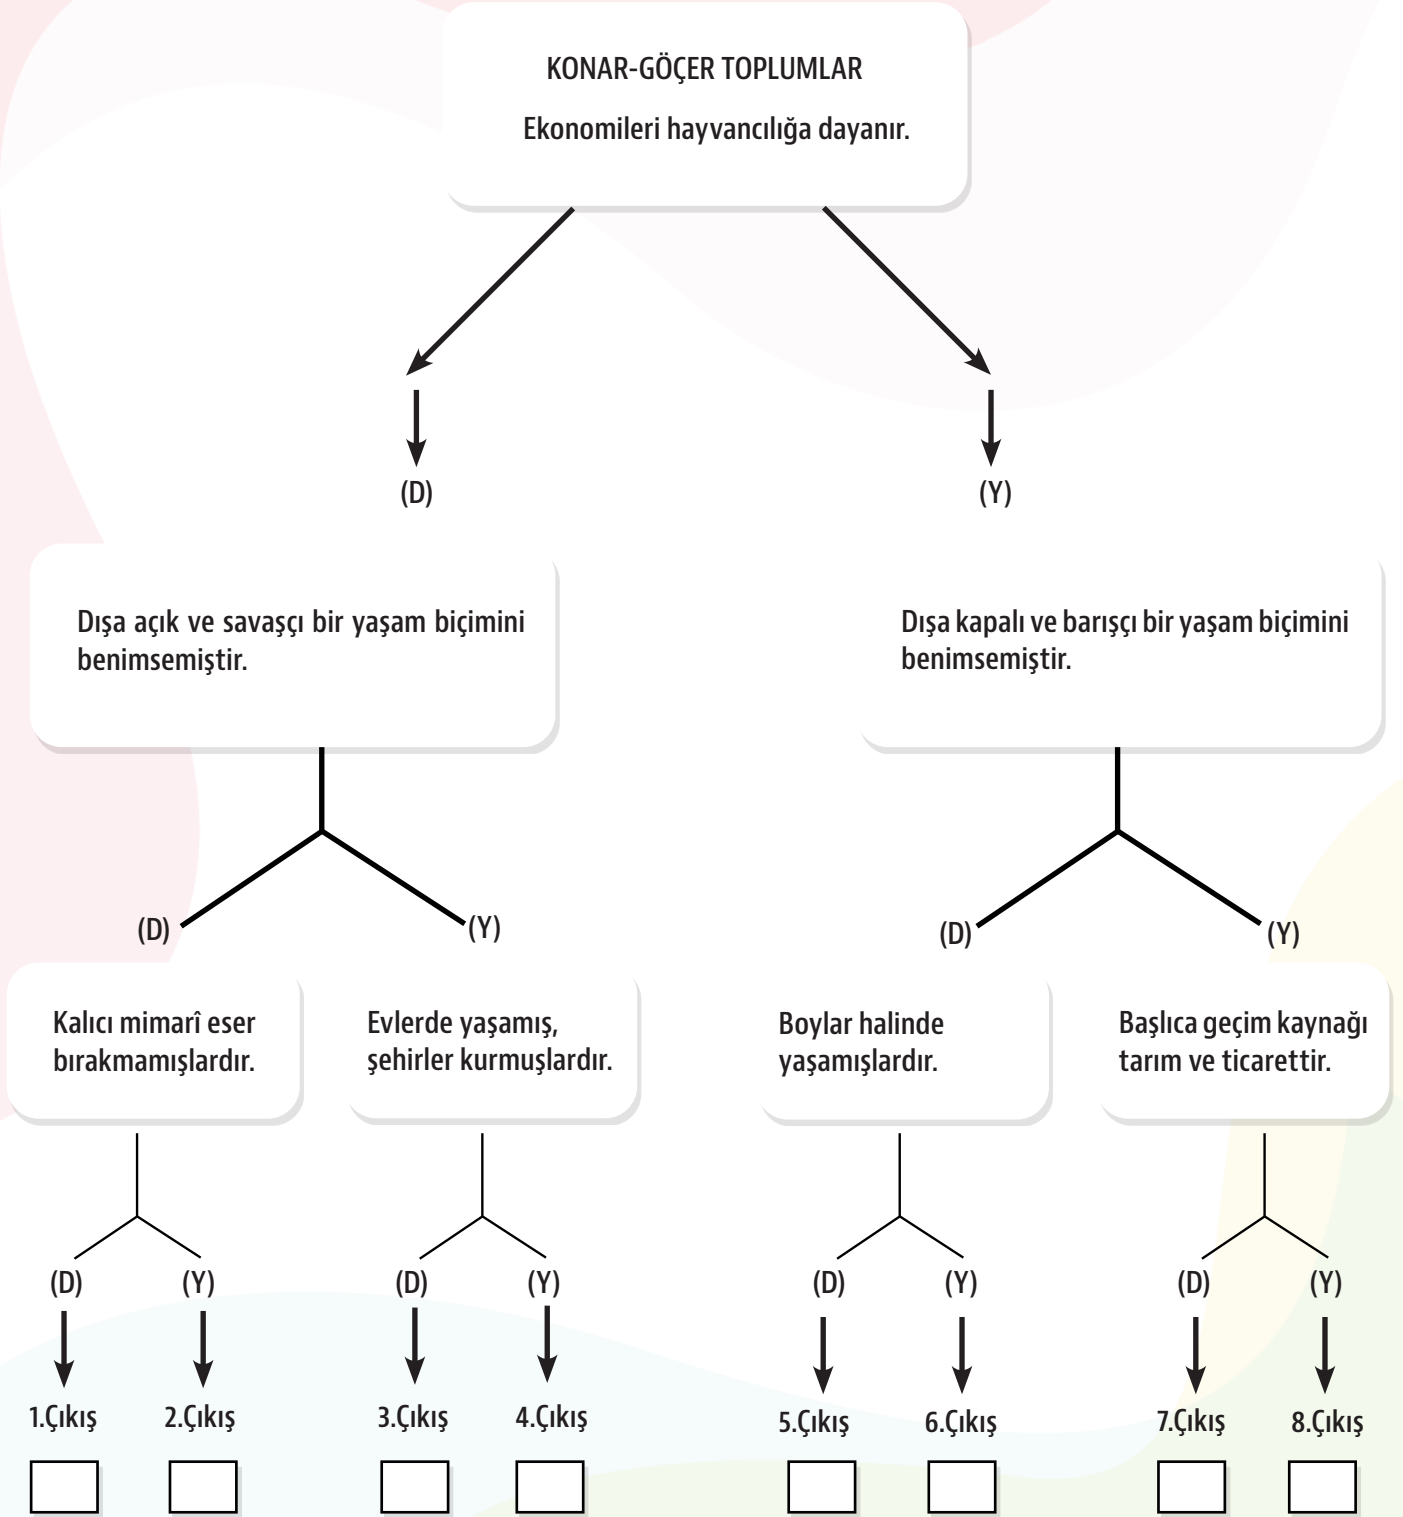 KONAR-GÖÇER TOPLUMLAR
Ekonomileri hayvancılığa dayanır.
(D)
(Y)
Dışa açık ve savaşçı bir yaşam biçimini
benimsemiştir.
Dışa kapalı ve barışçı bir yaşam biçimini
benimsemiştir.
(D)
(Y)
(D)
(Y)
Kalıcı mimarî eser
bırakmamışlardır.
Evlerde yaşamış,
şehirler kurmuşlardır.
Boylar halinde
yaşamışlardır.
Başlıca geçim kaynağı
tarım ve ticarettir.
(D)
(Y)
(D)
(Y)
(D)
(Y)
(D)
(Y)
1.Çıkış
2.Çıkış
3.Çıkış
4.Çıkış
5.Çıkış
6.Çıkış
7.Çıkış
8.Çıkış